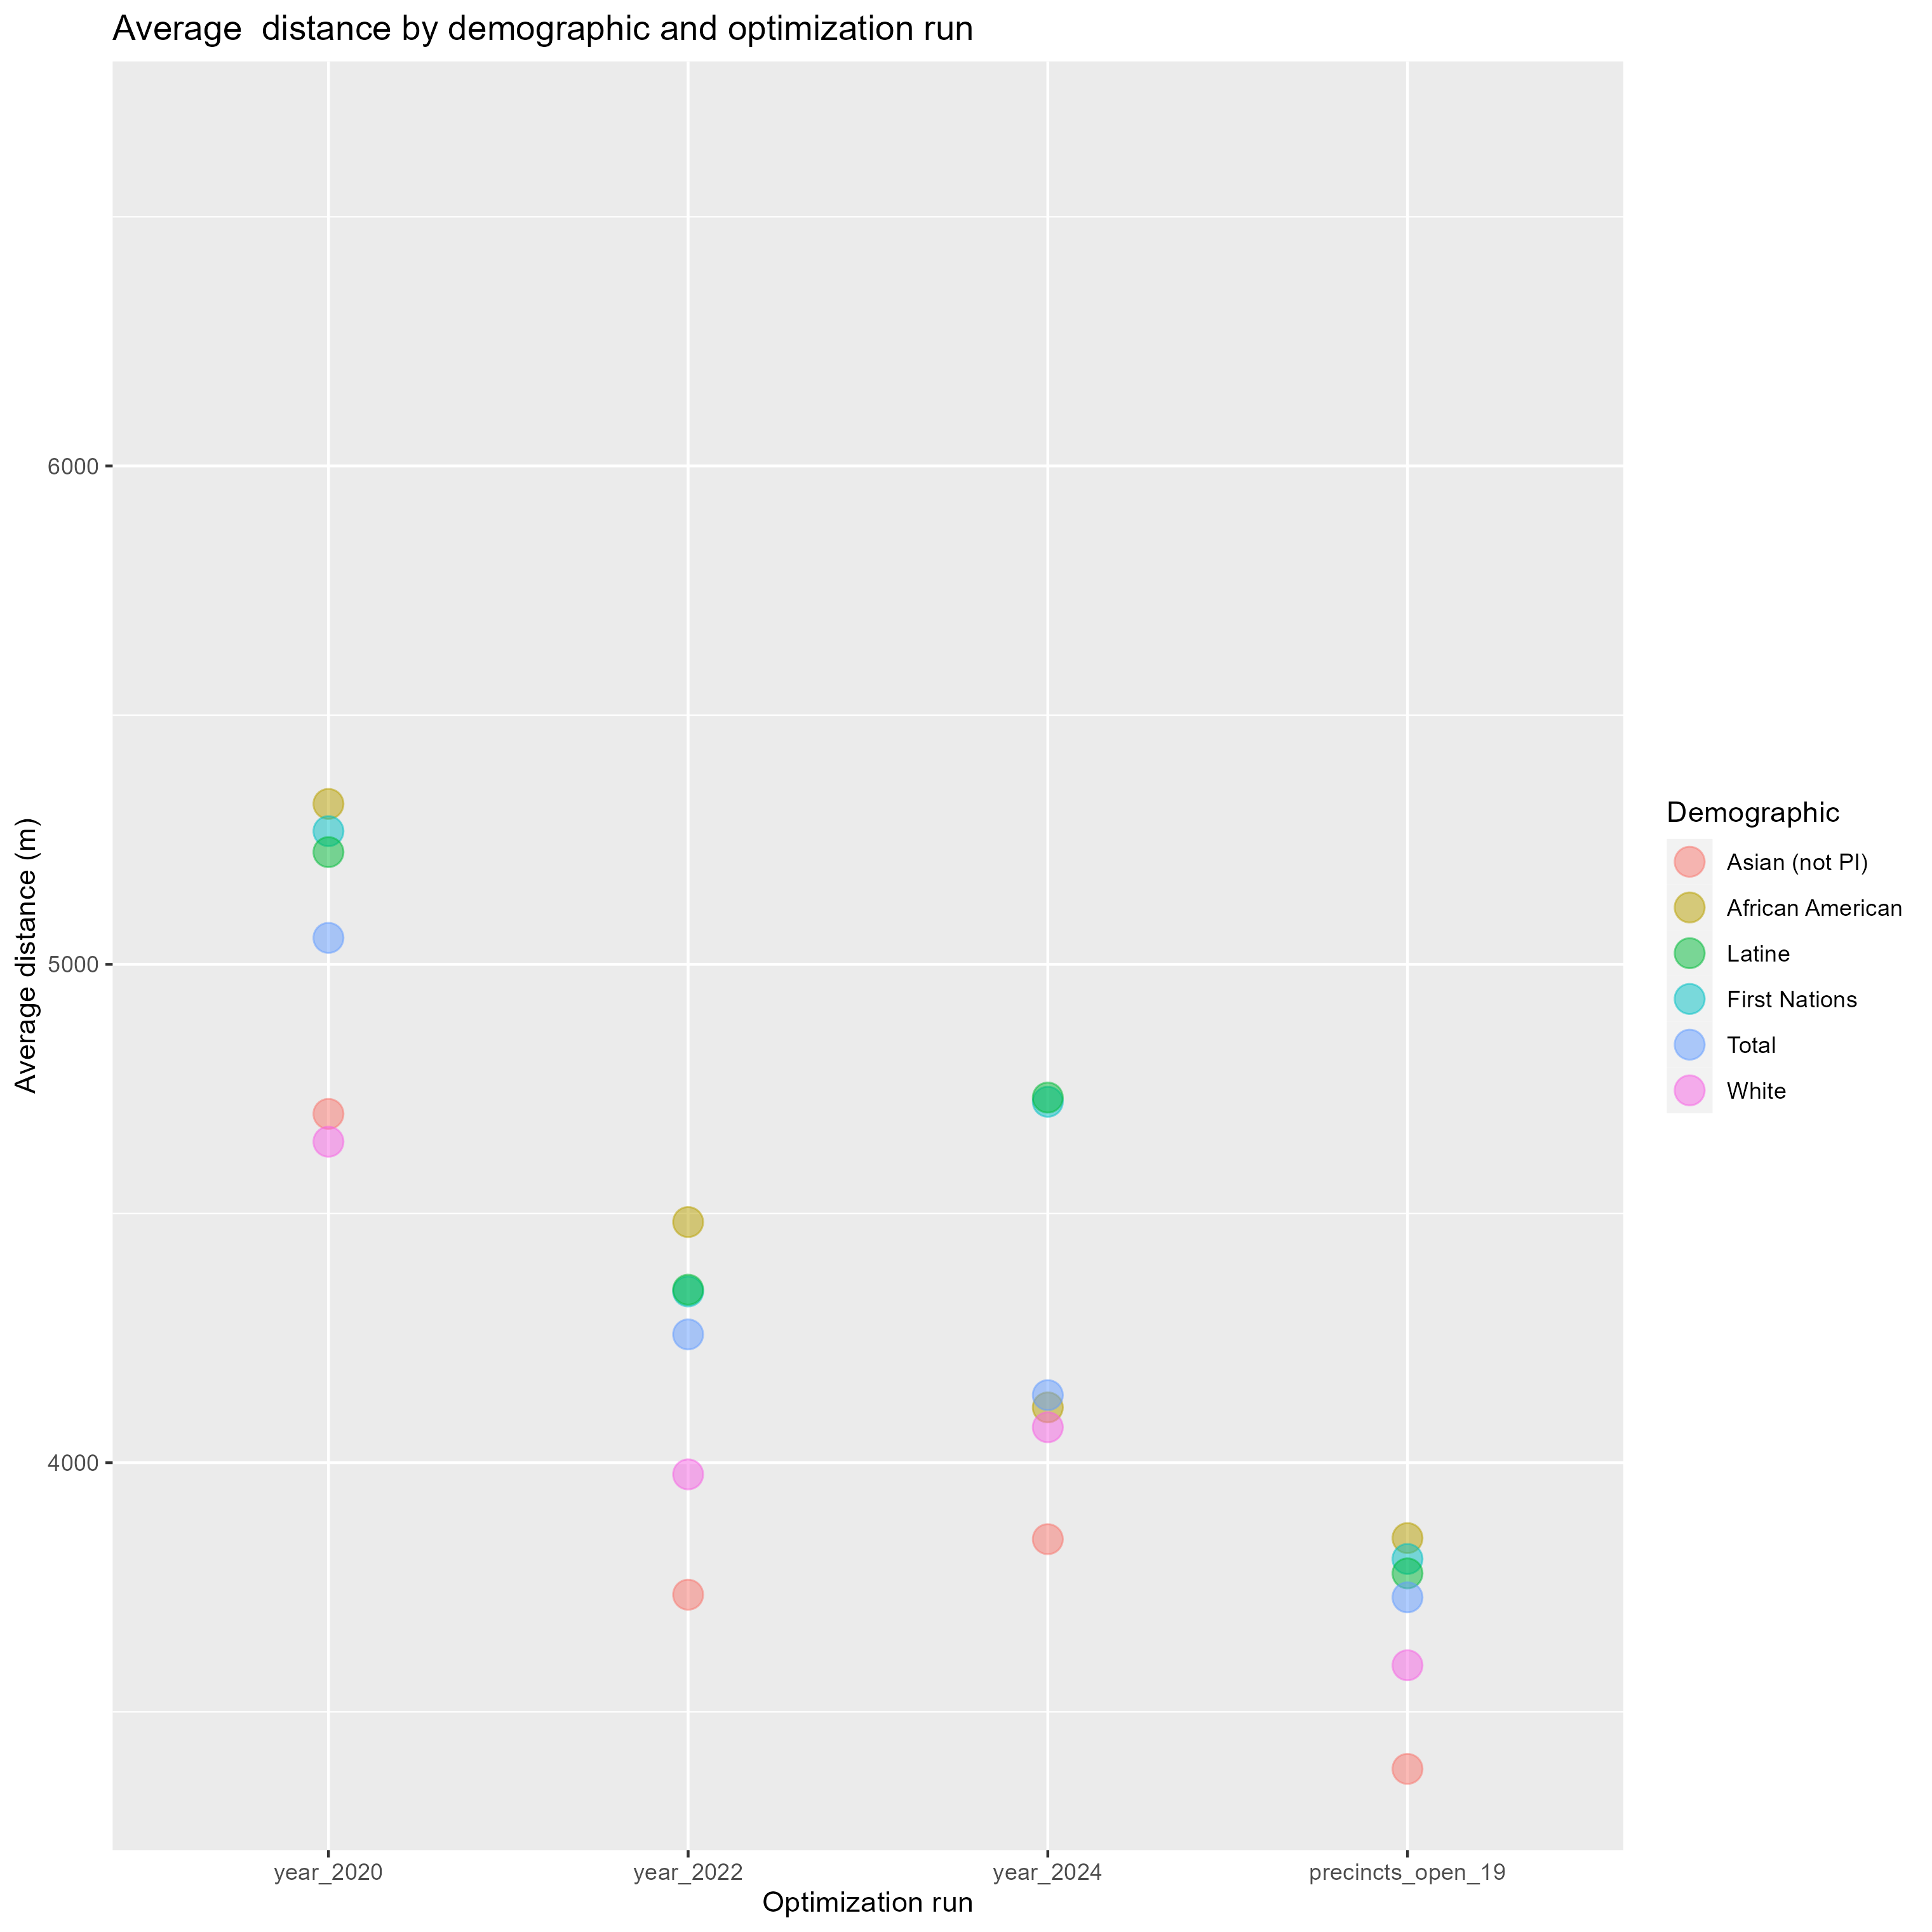 Average  distance by demographic and optimization run
Average distance (m)
6000
5000
4000
year_2020
year_2022
year_2024
precincts_open_19
Optimization run
Demographic
Asian (not PI)
African American
Latine
First Nations
Total
White